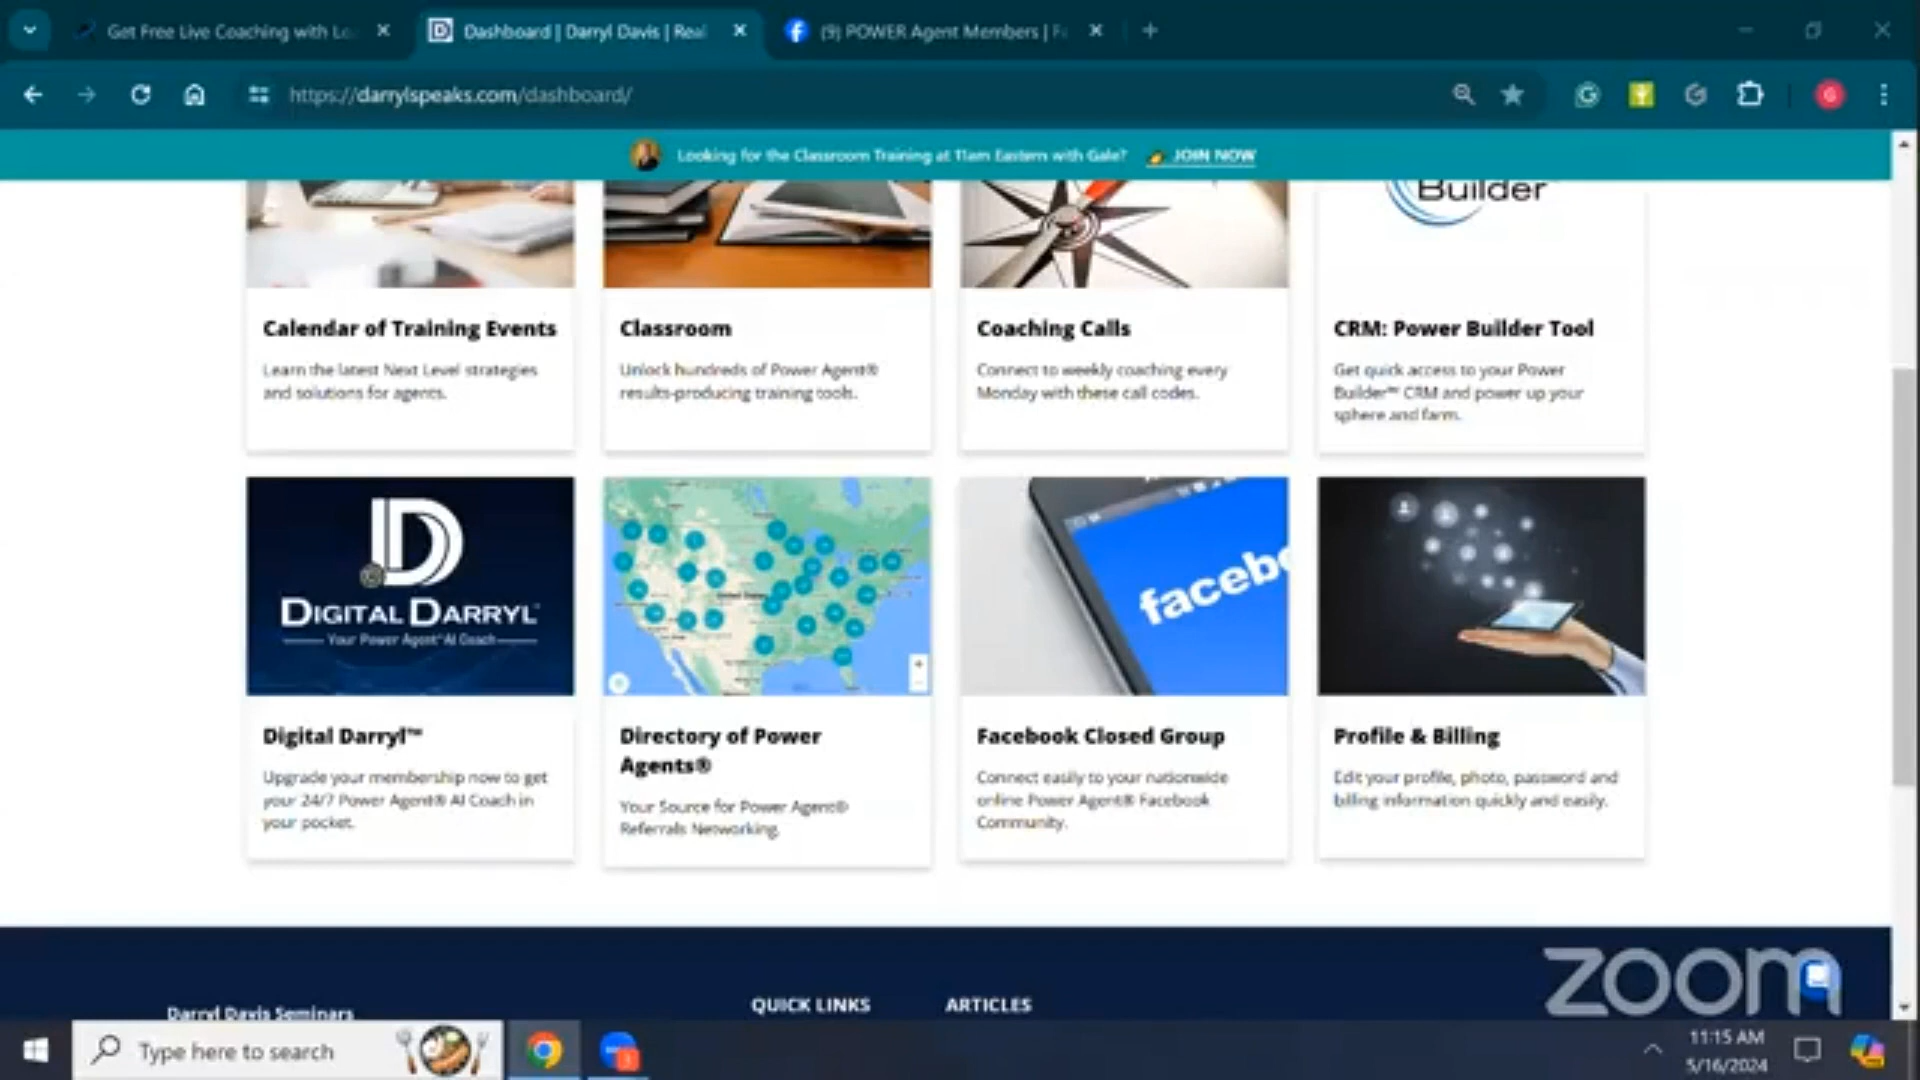 Get Free Live Coaching with Lo
Dashboard | Darryl Davis | Real
(9) POWER Agent Members | Fa
https://darrylspeaks.com/dashboard/
Looking for the Classroom Training at 11am Eastern with Gale? JOIN NOW
Builder
Calendar of Training Events
Learn the latest Next Level strategies
and solutions for agents.
Classroom
Unlock hundreds of Power Agent®
results-producing training tools.
Coaching Calls
Connect to weekly coaching every
Monday with these call codes.
CRM: Power Builder Tool
Get quick access to your Power
Builder™ CRM and power up your
sphere and farm.
D
DIGITAL DARRYL
Your Power Agent® AI Coach
facebo
Digital Darryl™
Upgrade your membership now to get
your 24/7 Power Agent® AI Coach in
your pocket.
Directory of Power
Agents®
Your Source for Power Agent®
Referrals Networking.
Facebook Closed Group
Connect easily to your nationwide
online Power Agent® Facebook
Community.
Profile & Billing
Edit your profile, photo, password and
billing information quickly and easily.
Darryl Davis Seminars
QUICK LINKS
ARTICLES
zoom
Type here to search
11:15 AM
5/16/2024